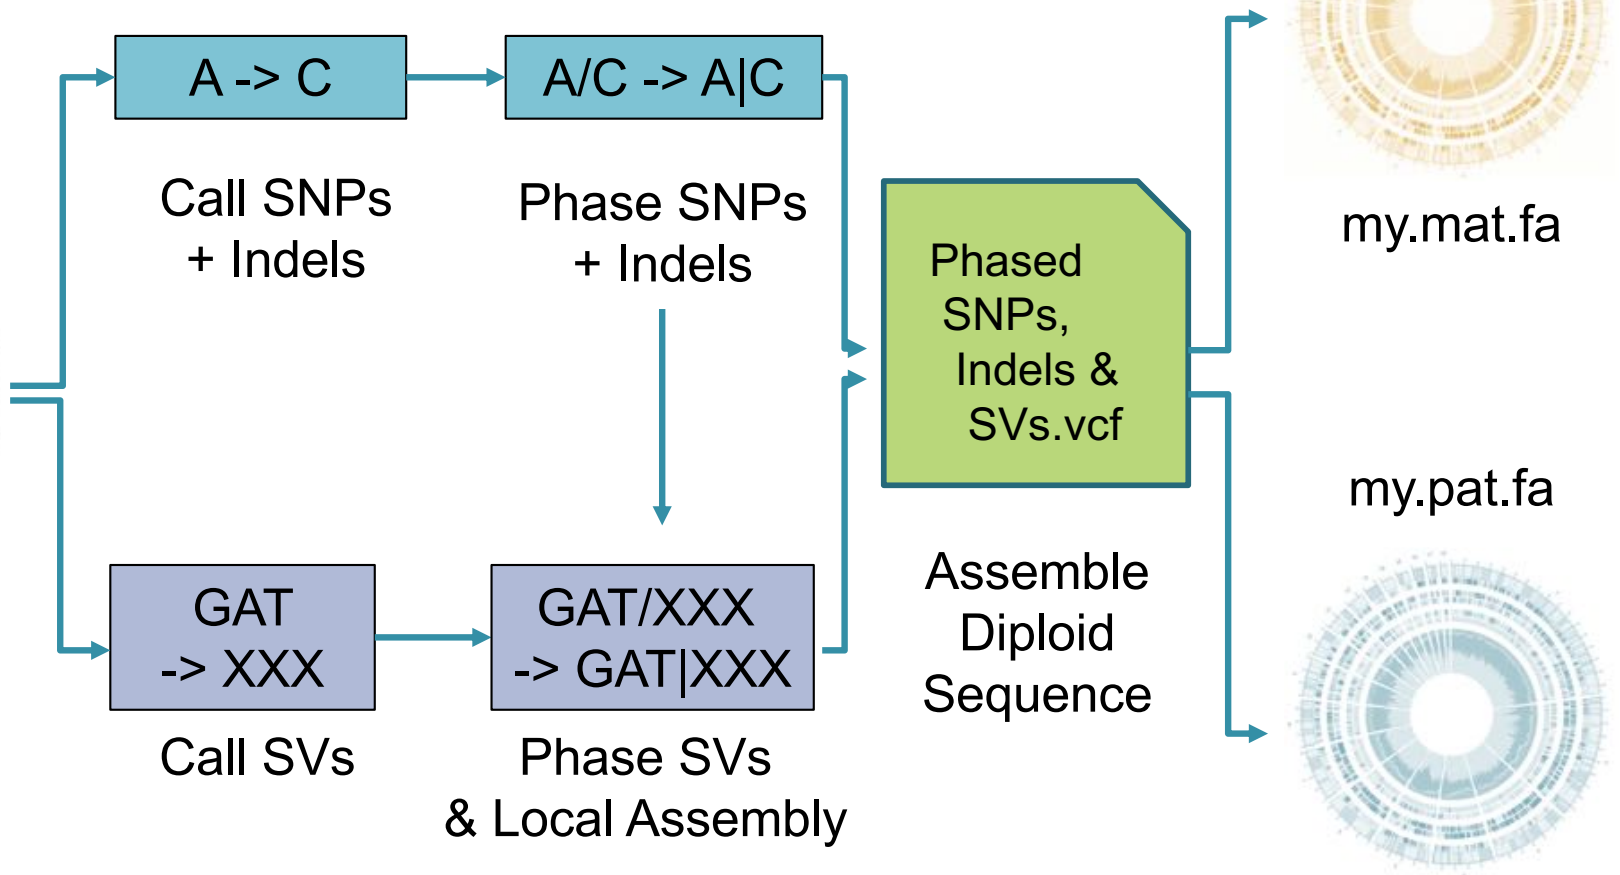 A -> C
Call SNPs
+ Indels
A/C -> A|C
Phase SNPs
+ Indels
GAT
-> XXX
Call SVs
GAT/XXX
-> GAT|XXX
Phase SVs
& Local Assembly
Phased
SNPs,
Indels &
SVs.vcf
Assemble
Diploid
Sequence
my.mat.fa
my.pat.fa